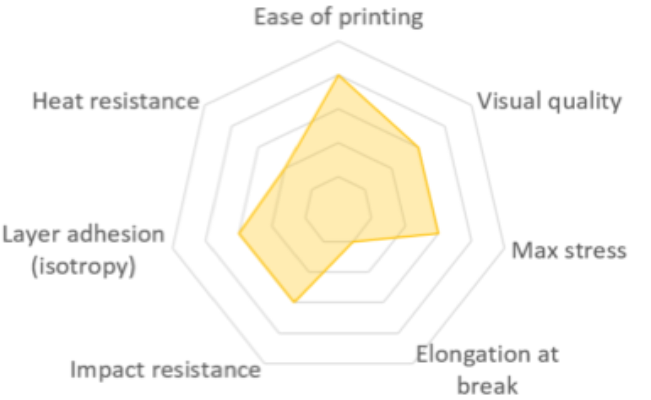 Ease of printing
Heat resistance
Visual quality
Layer adhesion
(isotropy)
Max stress
Elongation at
break
Impact resistance